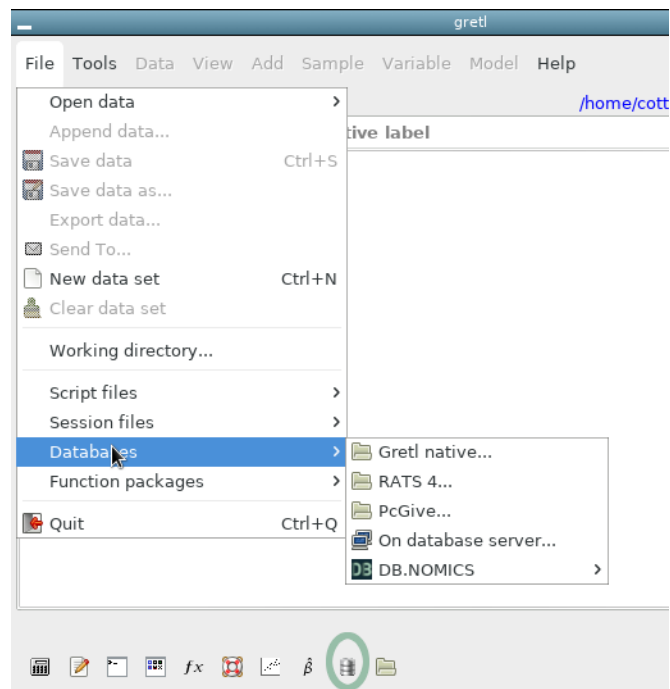 gretl
File Tools Data View Add Sample Variable Model Help
Open data
/home/cott
Append data...
tive label
Save data Ctrl+S
Save data as...
Export data...
Send To...
New data set Ctrl+N
Clear data set
Working directory...
Script files
Session files
Databases
Gretl native...
Function packages
RATS 4...
PcGive...
Quit Ctrl+Q
On database server...
DB DB.NOMICS
fx β̂